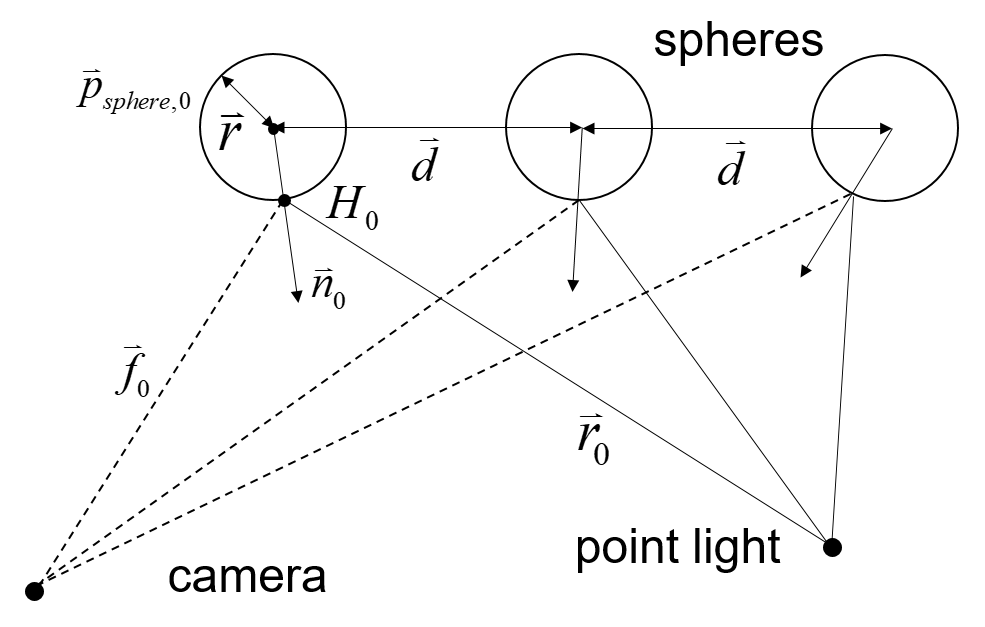 spheres
p⃗sphere,0
r⃗
d⃗
d⃗
H0
n⃗0
f⃗0
r⃗0
point light
camera